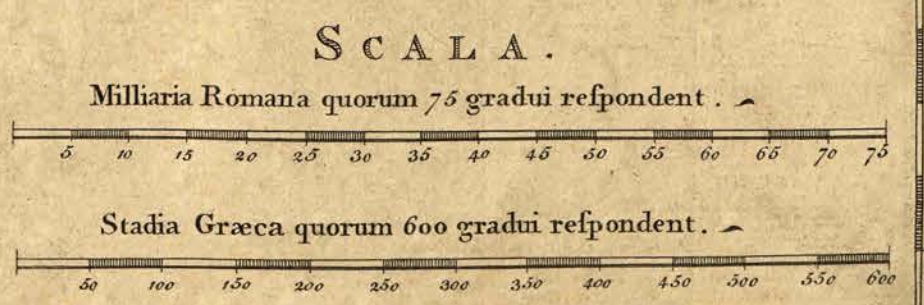 SCALA.
Milliaria Romana quorum 75 gradui reſpondent.
5 10 15 20 25 30 35 40 45 50 55 60 65 70 75
Stadia Græca quorum 600 gradui reſpondent.
50 100 150 200 250 300 350 400 450 500 550 600